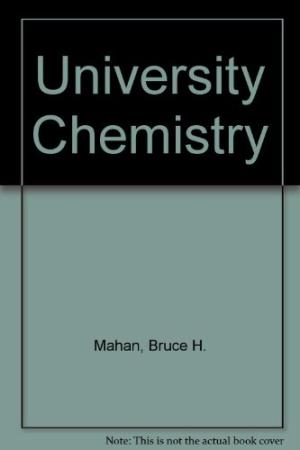 University
Chemistry
Mahan, Bruce H.
Note: This is not the actual book cover